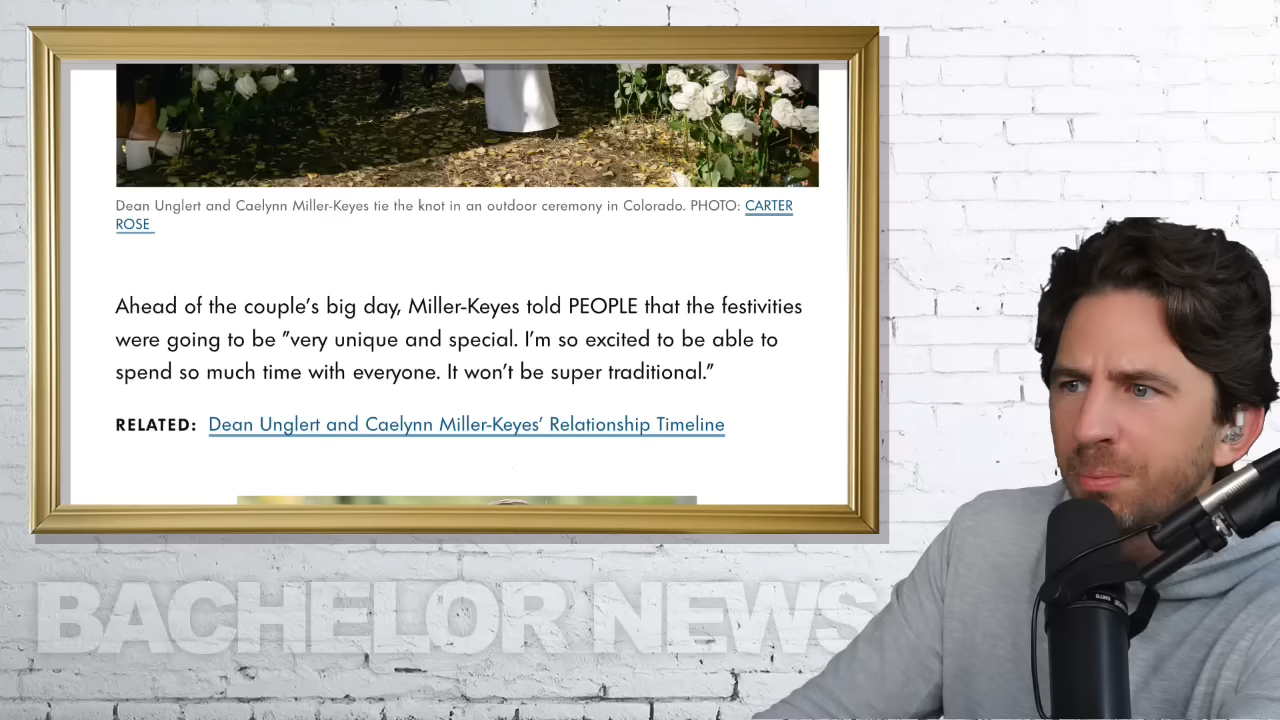 Dean Unglert and Caelynn Miller-Keyes tie the knot in an outdoor ceremony in Colorado. PHOTO: CARTER
ROSE
Ahead of the couple's big day, Miller-Keyes told PEOPLE that the festivities
were going to be "very unique and special. I'm so excited to be able to
spend so much time with everyone. It won't be super traditional."
RELATED: Dean Unglert and Caelynn Miller-Keyes' Relationship Timeline
BACHELOR NEWS